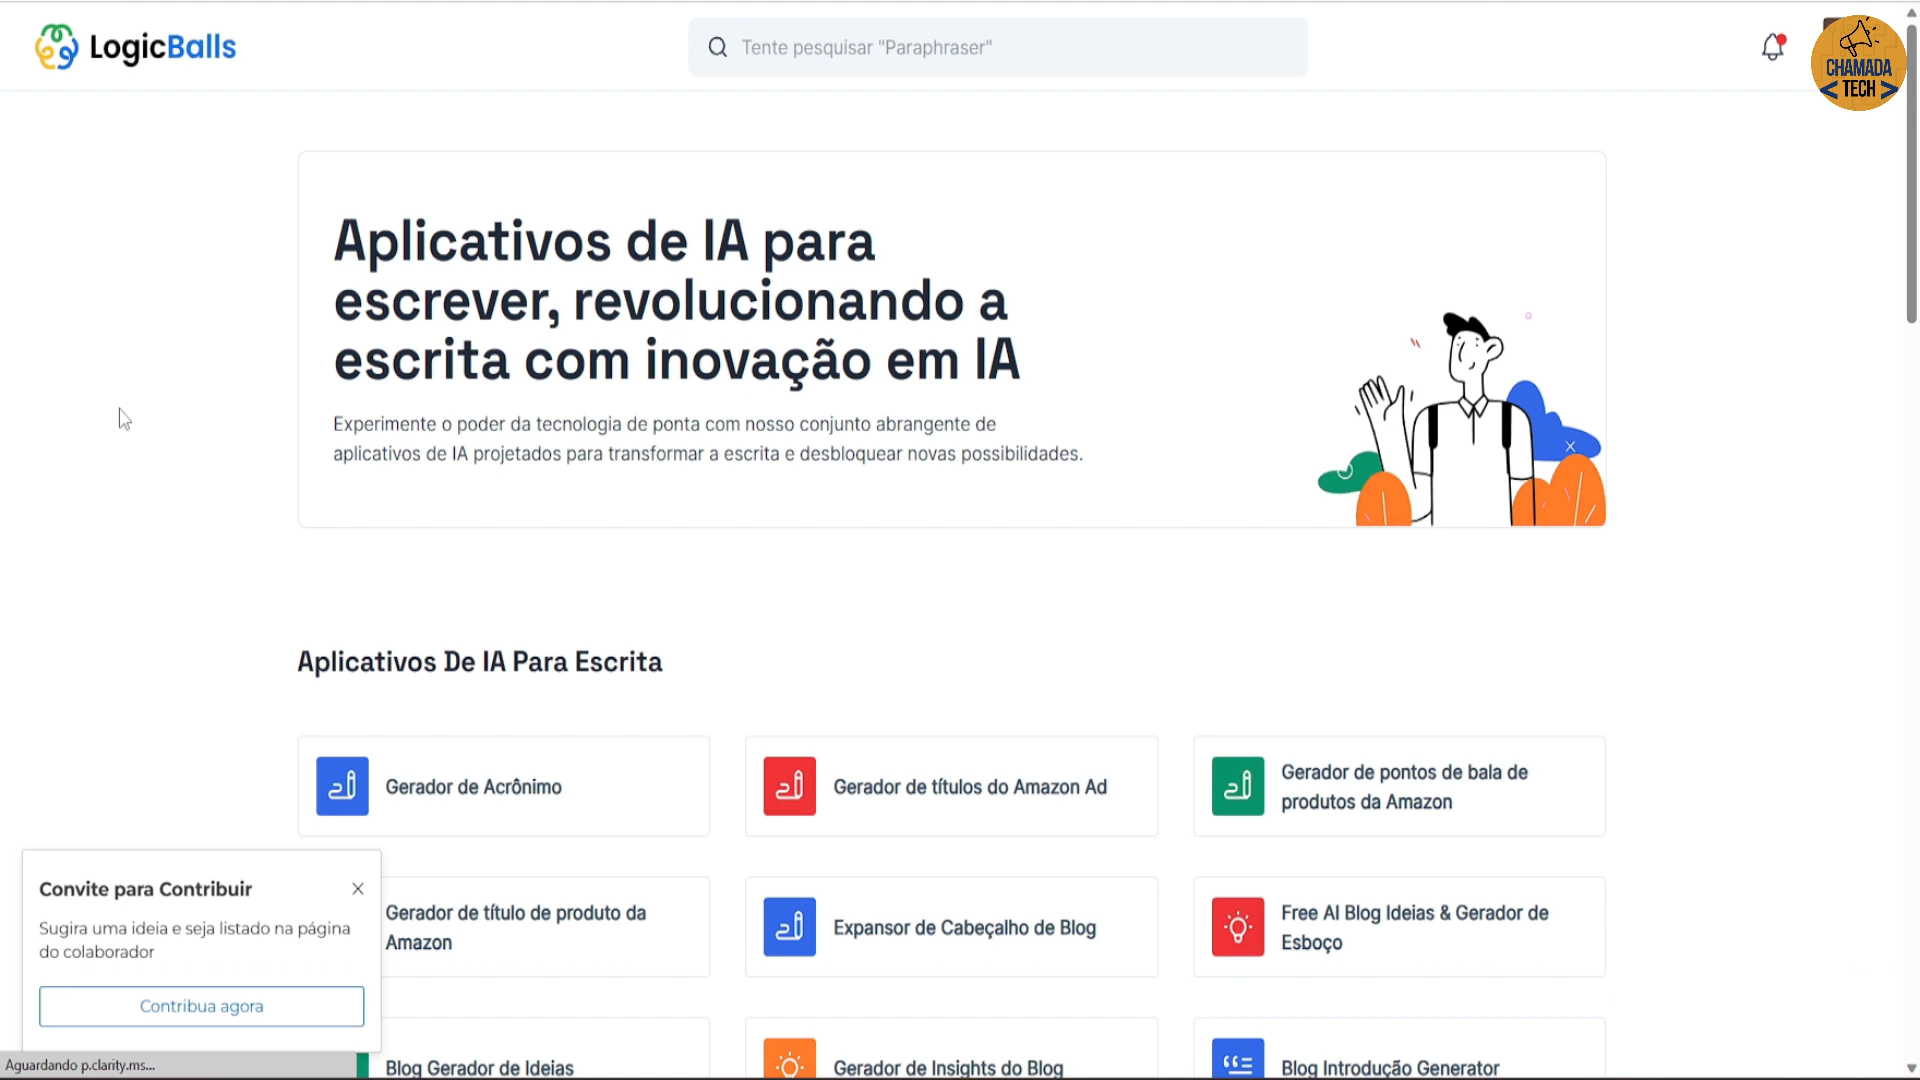 LogicBalls
Tente pesquisar "Paraphraser"
CHAMADA
< TECH >
Aplicativos de IA para
escrever, revolucionando a
escrita com inovação em IA
Experimente o poder da tecnologia de ponta com nosso conjunto abrangente de
aplicativos de IA projetados para transformar a escrita e desbloquear novas possibilidades.
Aplicativos De IA Para Escrita
Gerador de Acrônimo
Gerador de títulos do Amazon Ad
Gerador de pontos de bala de
produtos da Amazon
Gerador de título de produto da
Amazon
Expansor de Cabeçalho de Blog
Free AI Blog Ideias & Gerador de
Esboço
Blog Gerador de Ideias
Gerador de Insights do Blog
Blog Introdução Generator
Convite para Contribuir
Sugira uma ideia e seja listado na página
do colaborador
Contribua agora
Aguardando p.clarity.ms...